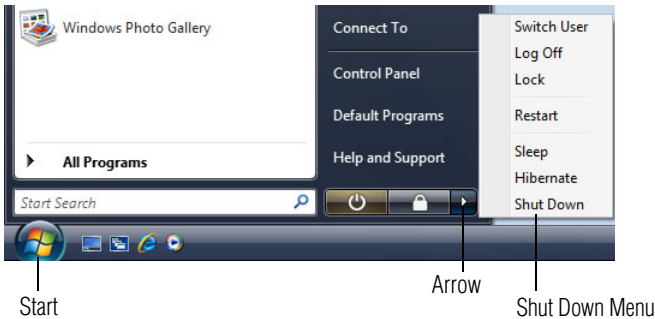 Windows Photo Gallery
All Programs
Start Search
Connect To
Control Panel
Default Programs
Help and Support
Switch User
Log Off
Lock
Restart
Sleep
Hibernate
Shut Down
Start
Arrow
Shut Down Menu